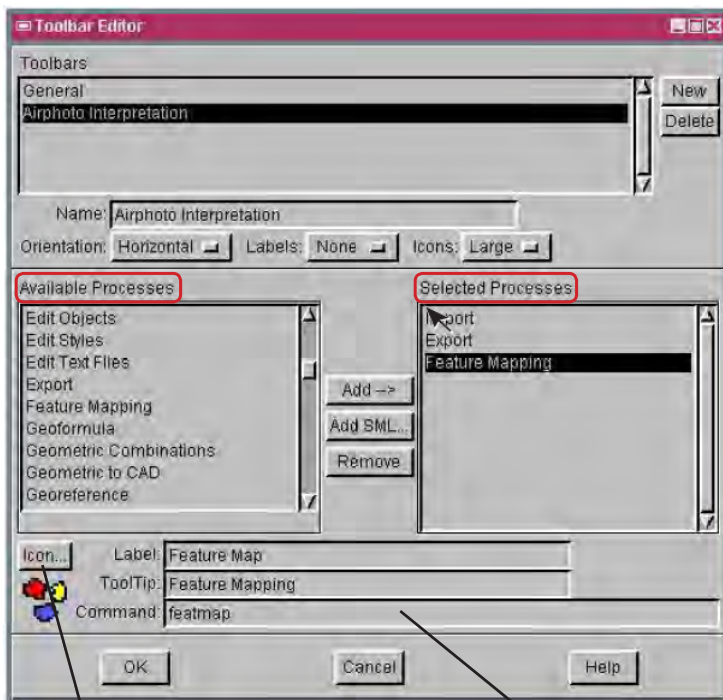 Toolbar Editor
Toolbars
General
Airphoto Interpretation
New
Delete
Name: Airphoto Interpretation
Orientation: Horizontal Labels: None Icons: Large
Available Processes
Edit Objects
Edit Styles
Edit Text Files
Export
Feature Mapping
Geoformula
Geometric Combinations
Geometric to CAD
Georeference
Add -->
Add SML...
Remove
Selected Processes
Export
Feature Mapping
Icon...
Label: Feature Map
ToolTip: Feature Mapping
Command: featmap
OK Cancel Help